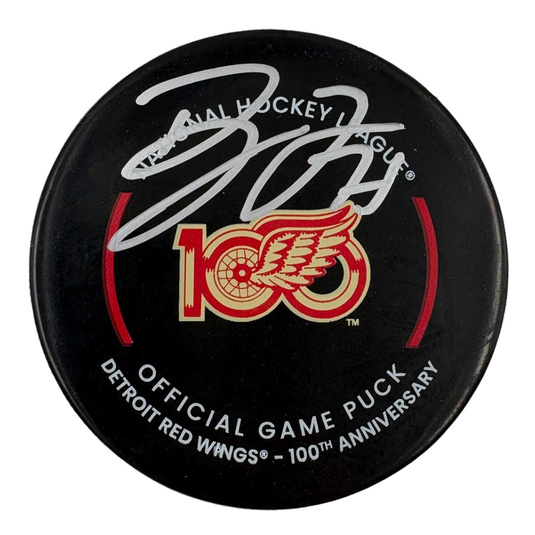 NATIONAL HOCKEY LEAGUE®
100
TM
OFFICIAL GAME PUCK
DETROIT RED WINGS® - 100TH ANNIVERSARY